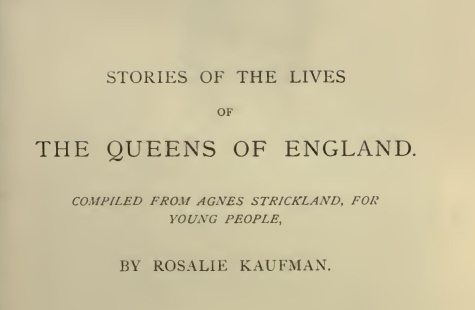 STORIES OF THE LIVES
OF
THE QUEENS OF ENGLAND.
COMPILED FROM AGNES STRICKLAND, FOR
YOUNG PEOPLE,
BY ROSALIE KAUFMAN.